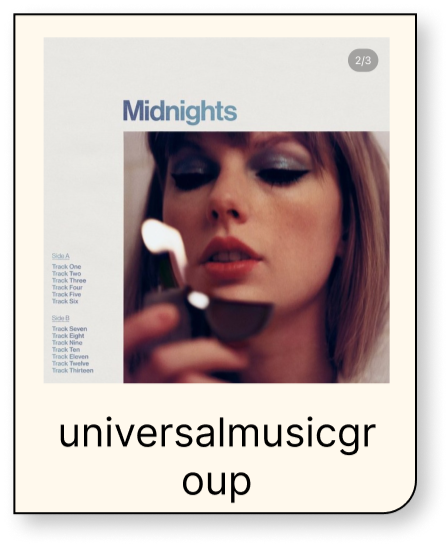 2/3
Midnights
Side A
Track One
Track Two
Track Three
Track Four
Track Five
Track Six
Side B
Track Seven
Track Eight
Track Nine
Track Ten
Track Eleven
Track Twelve
Track Thirteen
universalmusicgr
oup